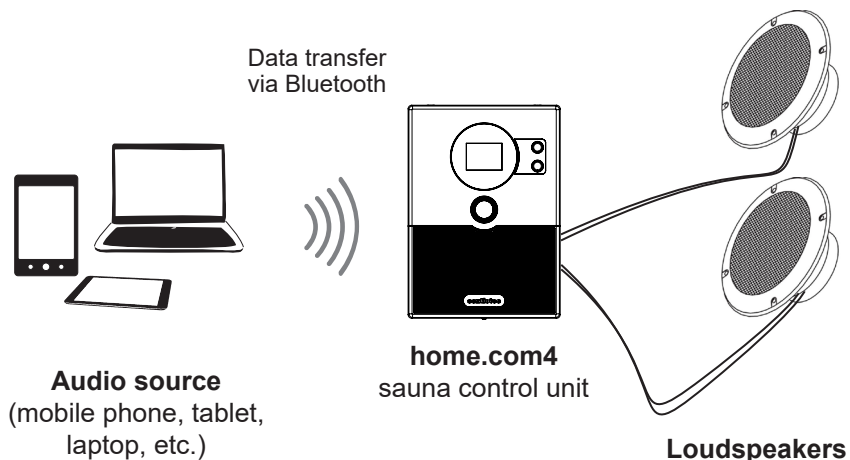 Data transfer
via Bluetooth
home.com4
sauna control unit
Audio source
(mobile phone, tablet,
laptop, etc.)
Loudspeakers